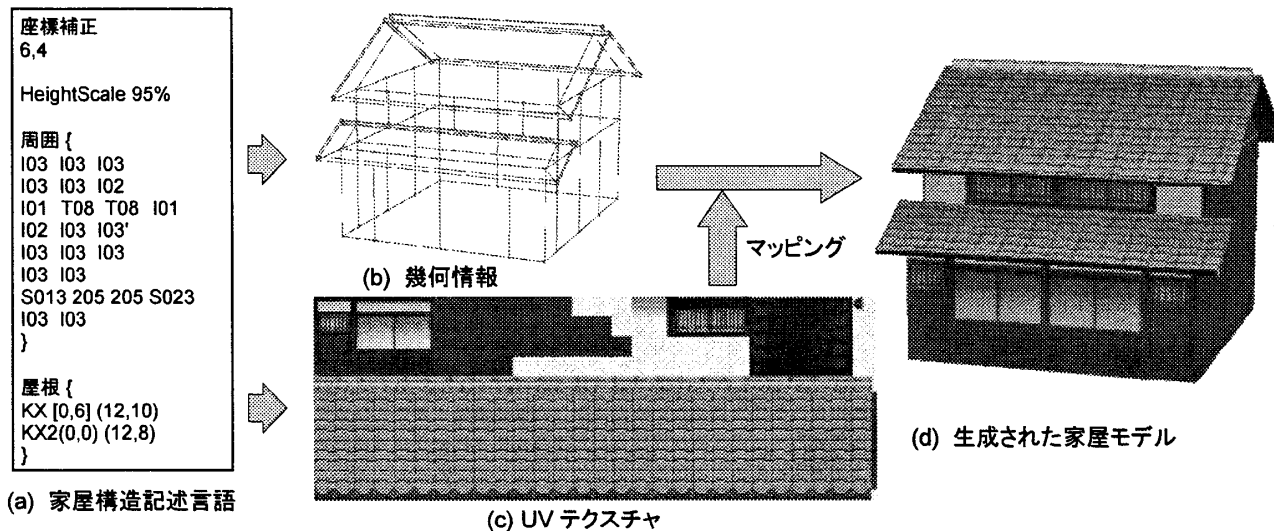 座標補正
6,4
HeightScale 95%
周囲 {
I03 I03 I03
I03 I03 I02
I01 T08 T08 I01
I02 I03 I03'
I03 I03 I03
I03 I03
S013 205 205 S023
I03 I03
}
屋根 {
KX [0,6] (12,10)
KX2(0,0) (12,8)
}
(a) 家屋構造記述言語
(b) 幾何情報
マッピング
(c) UV テクスチャ
(d) 生成された家屋モデル